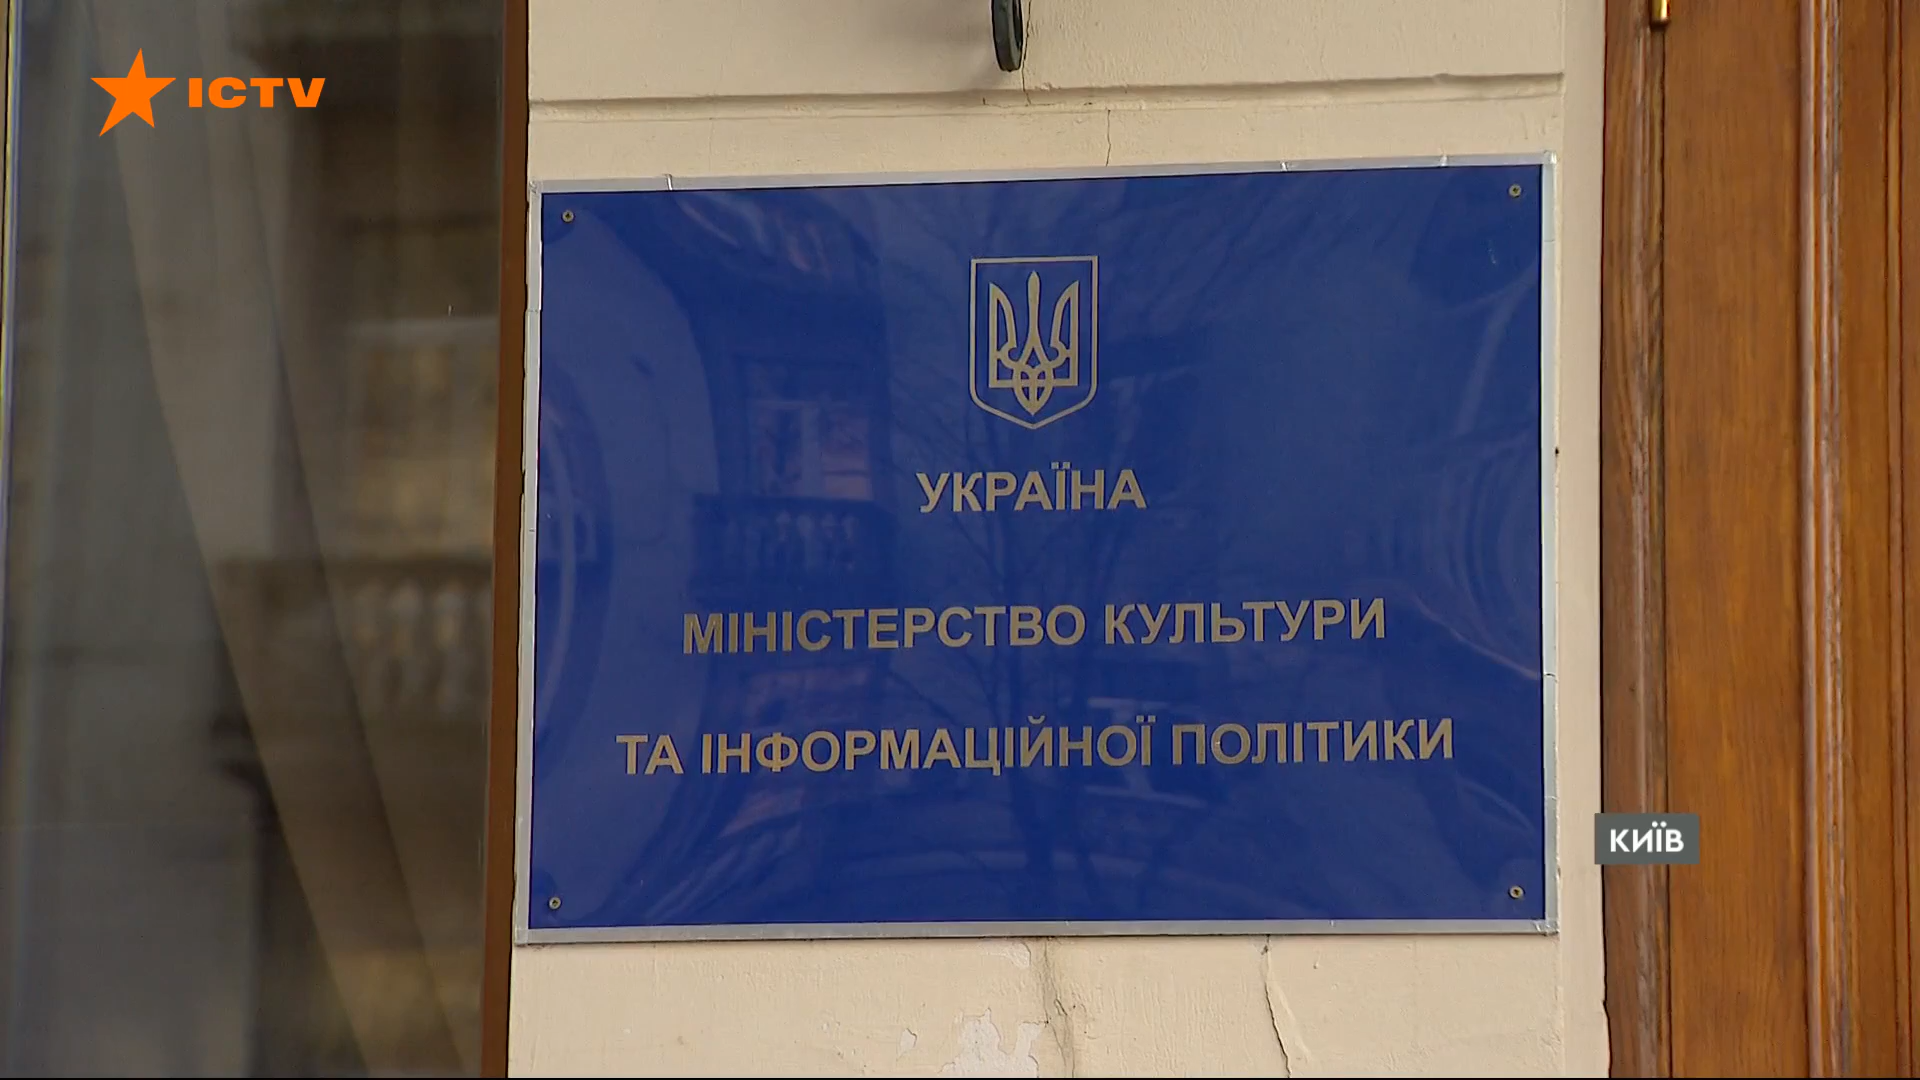 ICTV
УКРАЇНА
МІНІСТЕРСТВО КУЛЬТУРИ
ТА ІНФОРМАЦІЙНОЇ ПОЛІТИКИ
КИЇВ